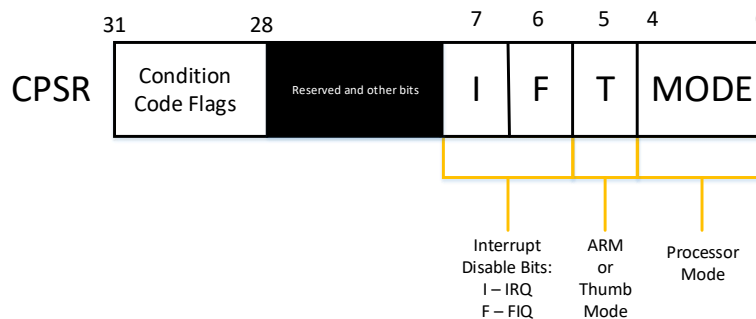 31 28 7 6 5 4
CPSR
Condition
Code Flags
Reserved and other bits
I
F
T
MODE
Interrupt
Disable Bits:
I – IRQ
F – FIQ
ARM
or
Thumb
Mode
Processor
Mode